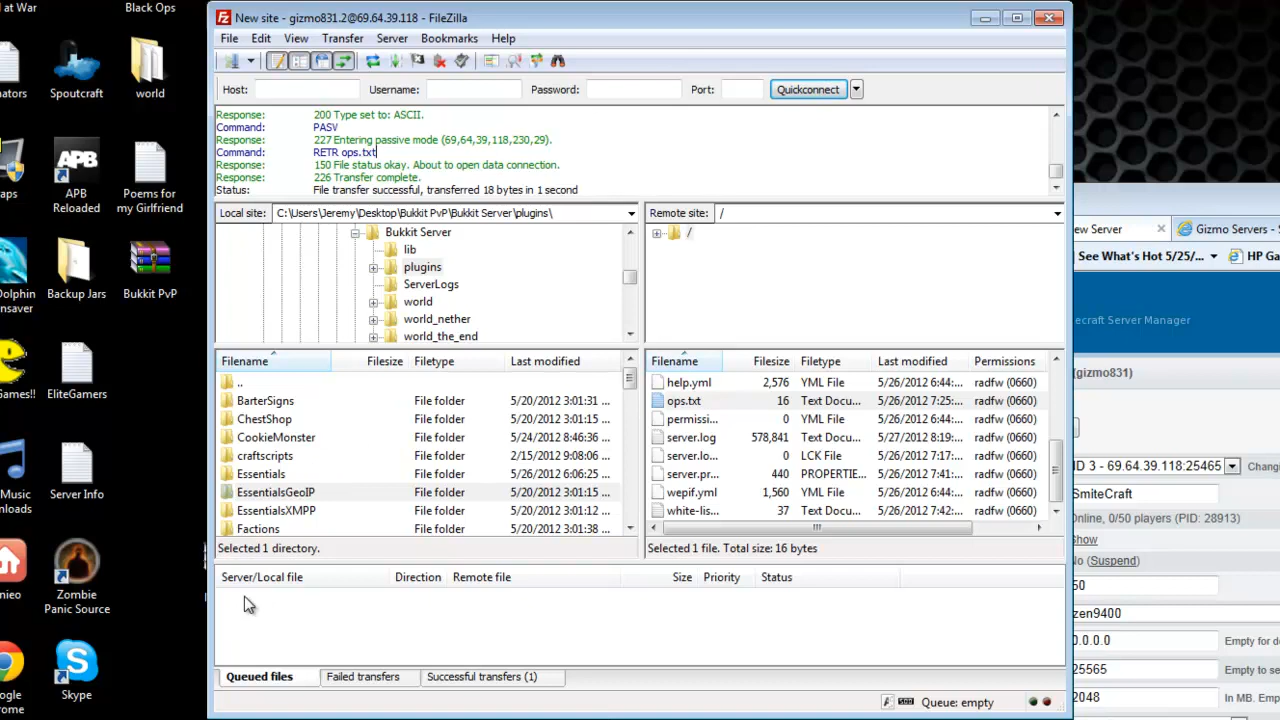 at War
Black Ops
nators
Spoutcraft
world
aps
APB
APB
Reloaded
Poems for
my Girlfriend
Dolphin
nsaver
Backup Jars
Bukkit PvP
Games!!
EliteGamers
Music
nloads
Server Info
nieo
Zombie
Panic Source
ogle
rome
Skype
New site - gizmo831.2@69.64.39.118 - FileZilla
File Edit View Transfer Server Bookmarks Help
Host: Username: Password: Port: Quickconnect
Response: 200 Type set to: ASCII.
Command: PASV
Response: 227 Entering passive mode (69,64,39,118,230,29).
Command: RETR ops.txt
Response: 150 File status okay. About to open data connection.
Response: 226 Transfer complete.
Status: File transfer successful, transferred 18 bytes in 1 second
Local site: C:\Users\Jeremy\Desktop\Bukkit PvP\Bukkit Server\plugins\
Bukkit Server
lib
plugins
ServerLogs
world
world_nether
world_the_end
Remote site: /
/
Filename Filesize Filetype Last modified
..
BarterSigns File folder 5/20/2012 3:01:31 ...
ChestShop File folder 5/20/2012 3:01:15 ...
CookieMonster File folder 5/24/2012 8:46:36 ...
craftscripts File folder 2/15/2012 9:08:06 ...
Essentials File folder 5/26/2012 6:06:25 ...
EssentialsGeoIP File folder 5/20/2012 3:01:15 ...
EssentialsXMPP File folder 5/20/2012 3:01:12 ...
Factions File folder 5/20/2012 3:01:38 ...
Selected 1 directory.
Filename Filesize Filetype Last modified Permissions
help.yml 2,576 YML File 5/26/2012 6:44:... radfw (0660)
ops.txt 16 Text Docu... 5/26/2012 7:25:... radfw (0660)
permissi... 0 YML File 5/26/2012 6:44:... radfw (0660)
server.log 578,841 Text Docu... 5/27/2012 8:19:... radfw (0660)
server.lo... 0 LCK File 5/26/2012 7:17:... radfw (0660)
server.pr... 440 PROPERTIE... 5/26/2012 7:41:... radfw (0660)
wepif.yml 1,560 YML File 5/26/2012 6:44:... radfw (0660)
white-lis... 37 Text Docu... 5/26/2012 7:41:... radfw (0660)
Selected 1 file. Total size: 16 bytes
Server/Local file Direction Remote file Size Priority Status
Queued files Failed transfers Successful transfers (1)
Queue: empty
ew Server
Gizmo Servers - S
See What's Hot 5/25/...
HP Ga
ecraft Server Manager
(gizmo831)
ID 3 - 69.64.39.118:25465
Chang
SmiteCraft
Online, 0/50 players (PID: 28913)
Show
No (Suspend)
50
zen9400
0.0.0.0
Empty for de
25565
Empty to se
2048
In MB. Emp